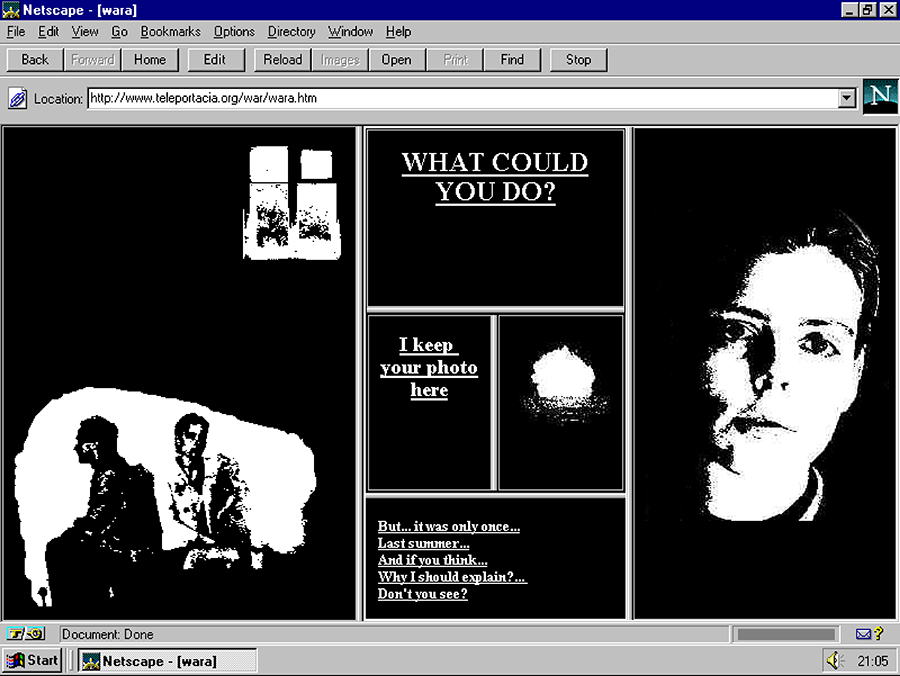 Netscape - [wara]
File Edit View Go Bookmarks Options Directory Window Help
Back Forward Home Edit Reload Images Open Print Find Stop
Location: http://www.teleportacia.org/war/wara.htm
N
WHAT COULD
YOU DO?
I keep
your photo
here
But... it was only once...
Last summer...
And if you think...
Why I should explain?...
Don't you see?
Document: Done
Start Netscape - [wara] 21:05